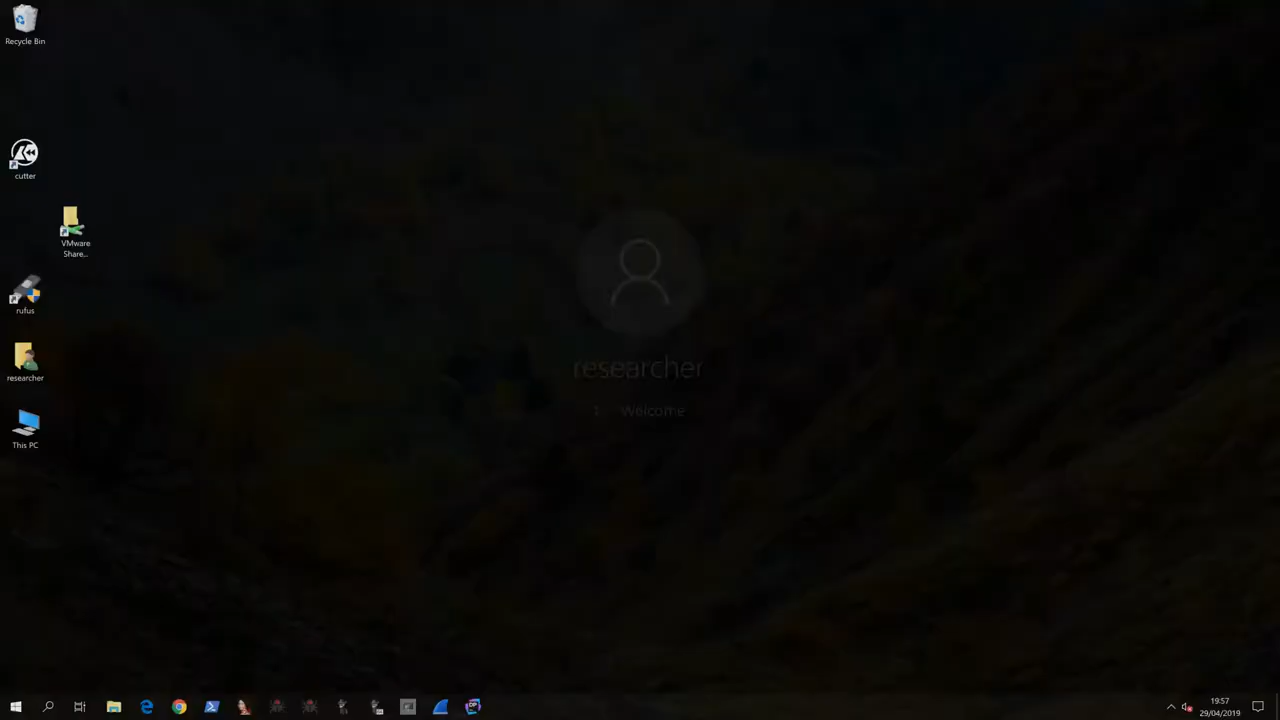 Recycle Bin
cutter
VMware
Share...
rufus
researcher
This PC
researcher
Welcome
19:57
29/04/2019